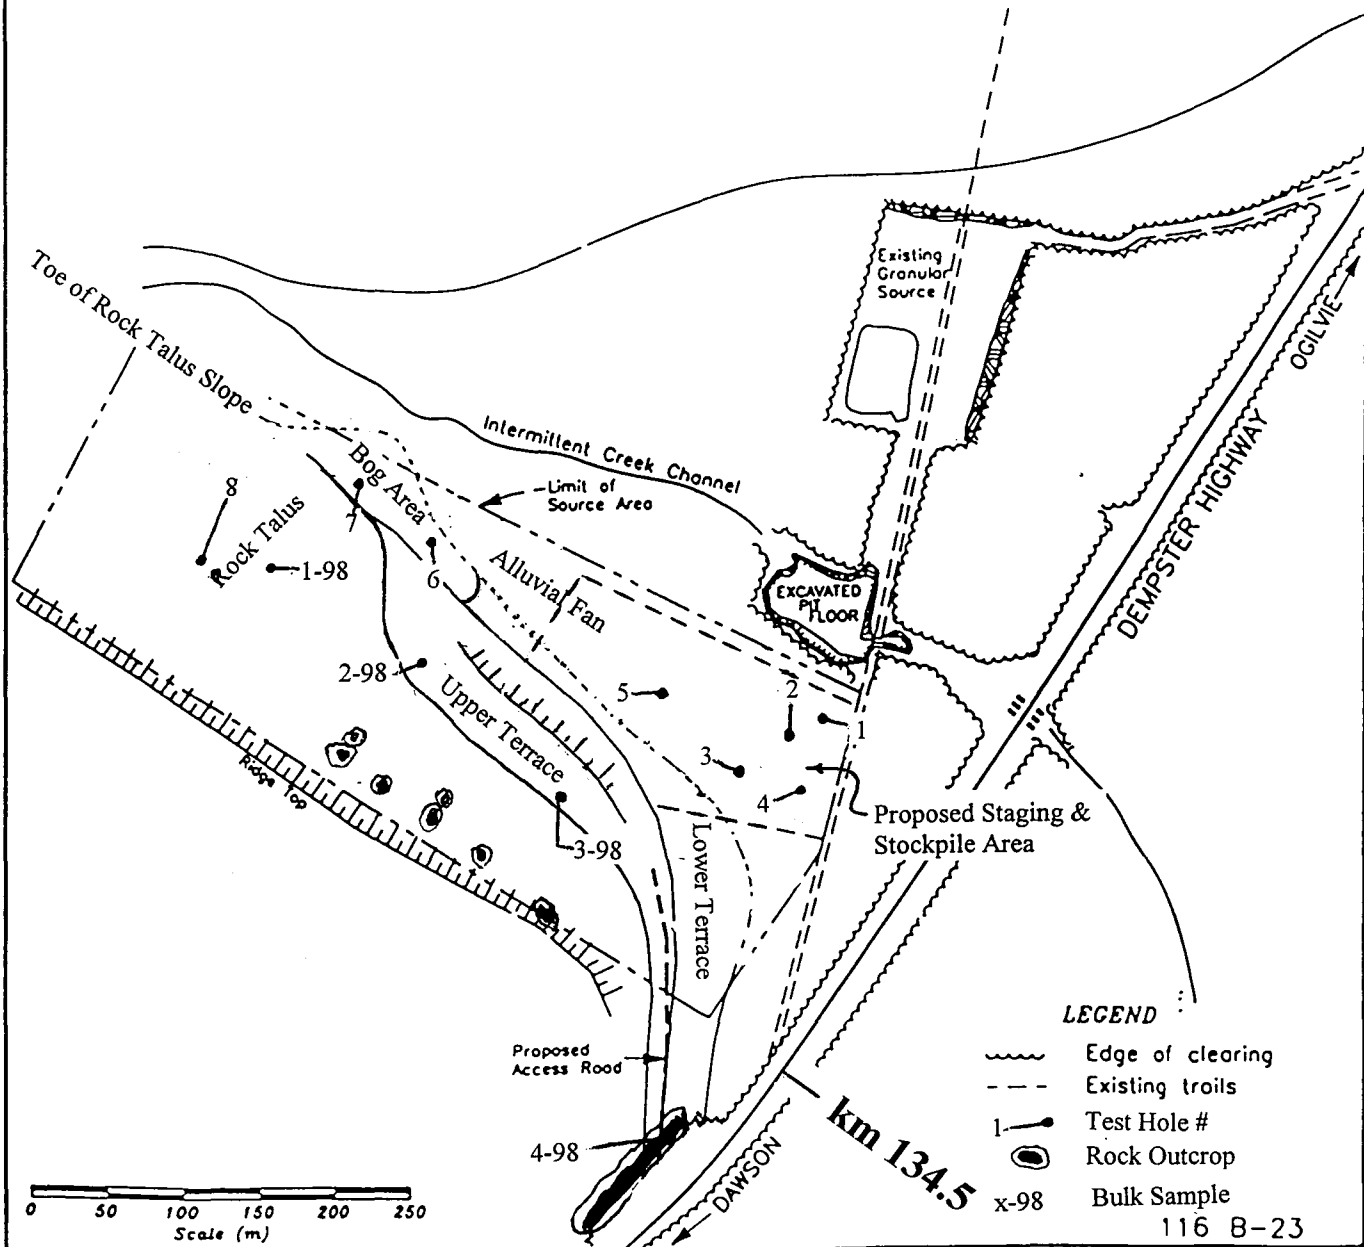 Existing
Granular
Source
OGILVIE
DEMPSTER HIGHWAY
Toe of Rock Talus Slope
Intermittent Creek Channel
Limit of
Source Area
Bog Area
8
7
Rock Talus
1-98
6
Alluvial Fan
EXCAVATED
PIT
FLOOR
2-98
5
2
1
Upper Terrace
3
4
Proposed Staging &
Stockpile Area
Ridge Top
3-98
Lower Terrace
Proposed
Access Road
4-98
km 134.5
DAWSON
LEGEND
Edge of clearing
Existing trails
1 Test Hole #
Rock Outcrop
x-98 Bulk Sample
116 B-23
0 50 100 150 200 250
Scale (m)